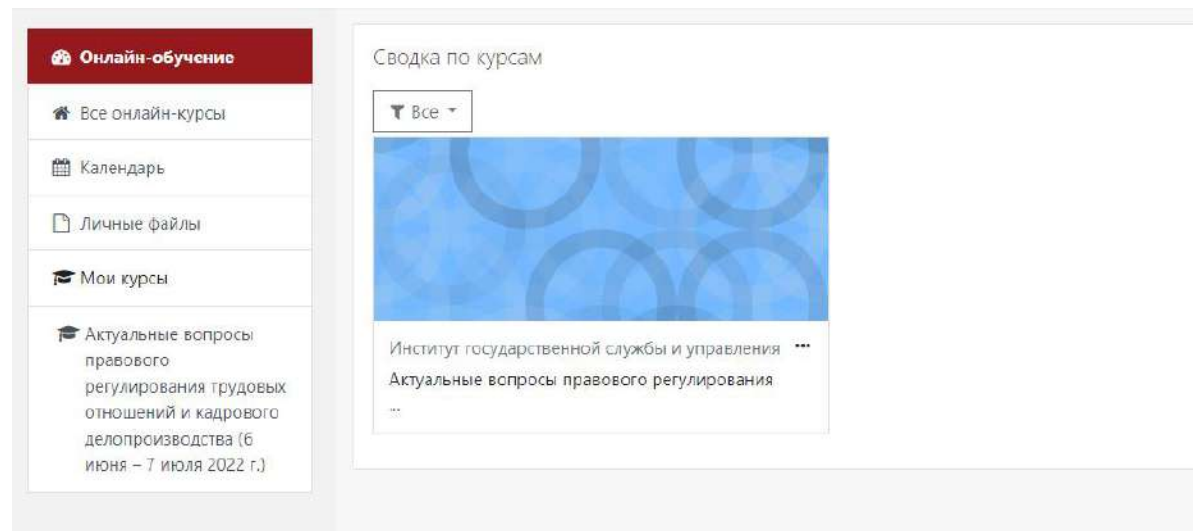 Онлайн-обучение
Все онлайн-курсы
Календарь
Личные файлы
Мои курсы
Актуальные вопросы
правового
регулирования трудовых
отношений и кадрового
делопроизводства (6
июня – 7 июля 2022 г.)
Сводка по курсам
Все
Институт государственной службы и управления ...
Актуальные вопросы правового регулирования
...